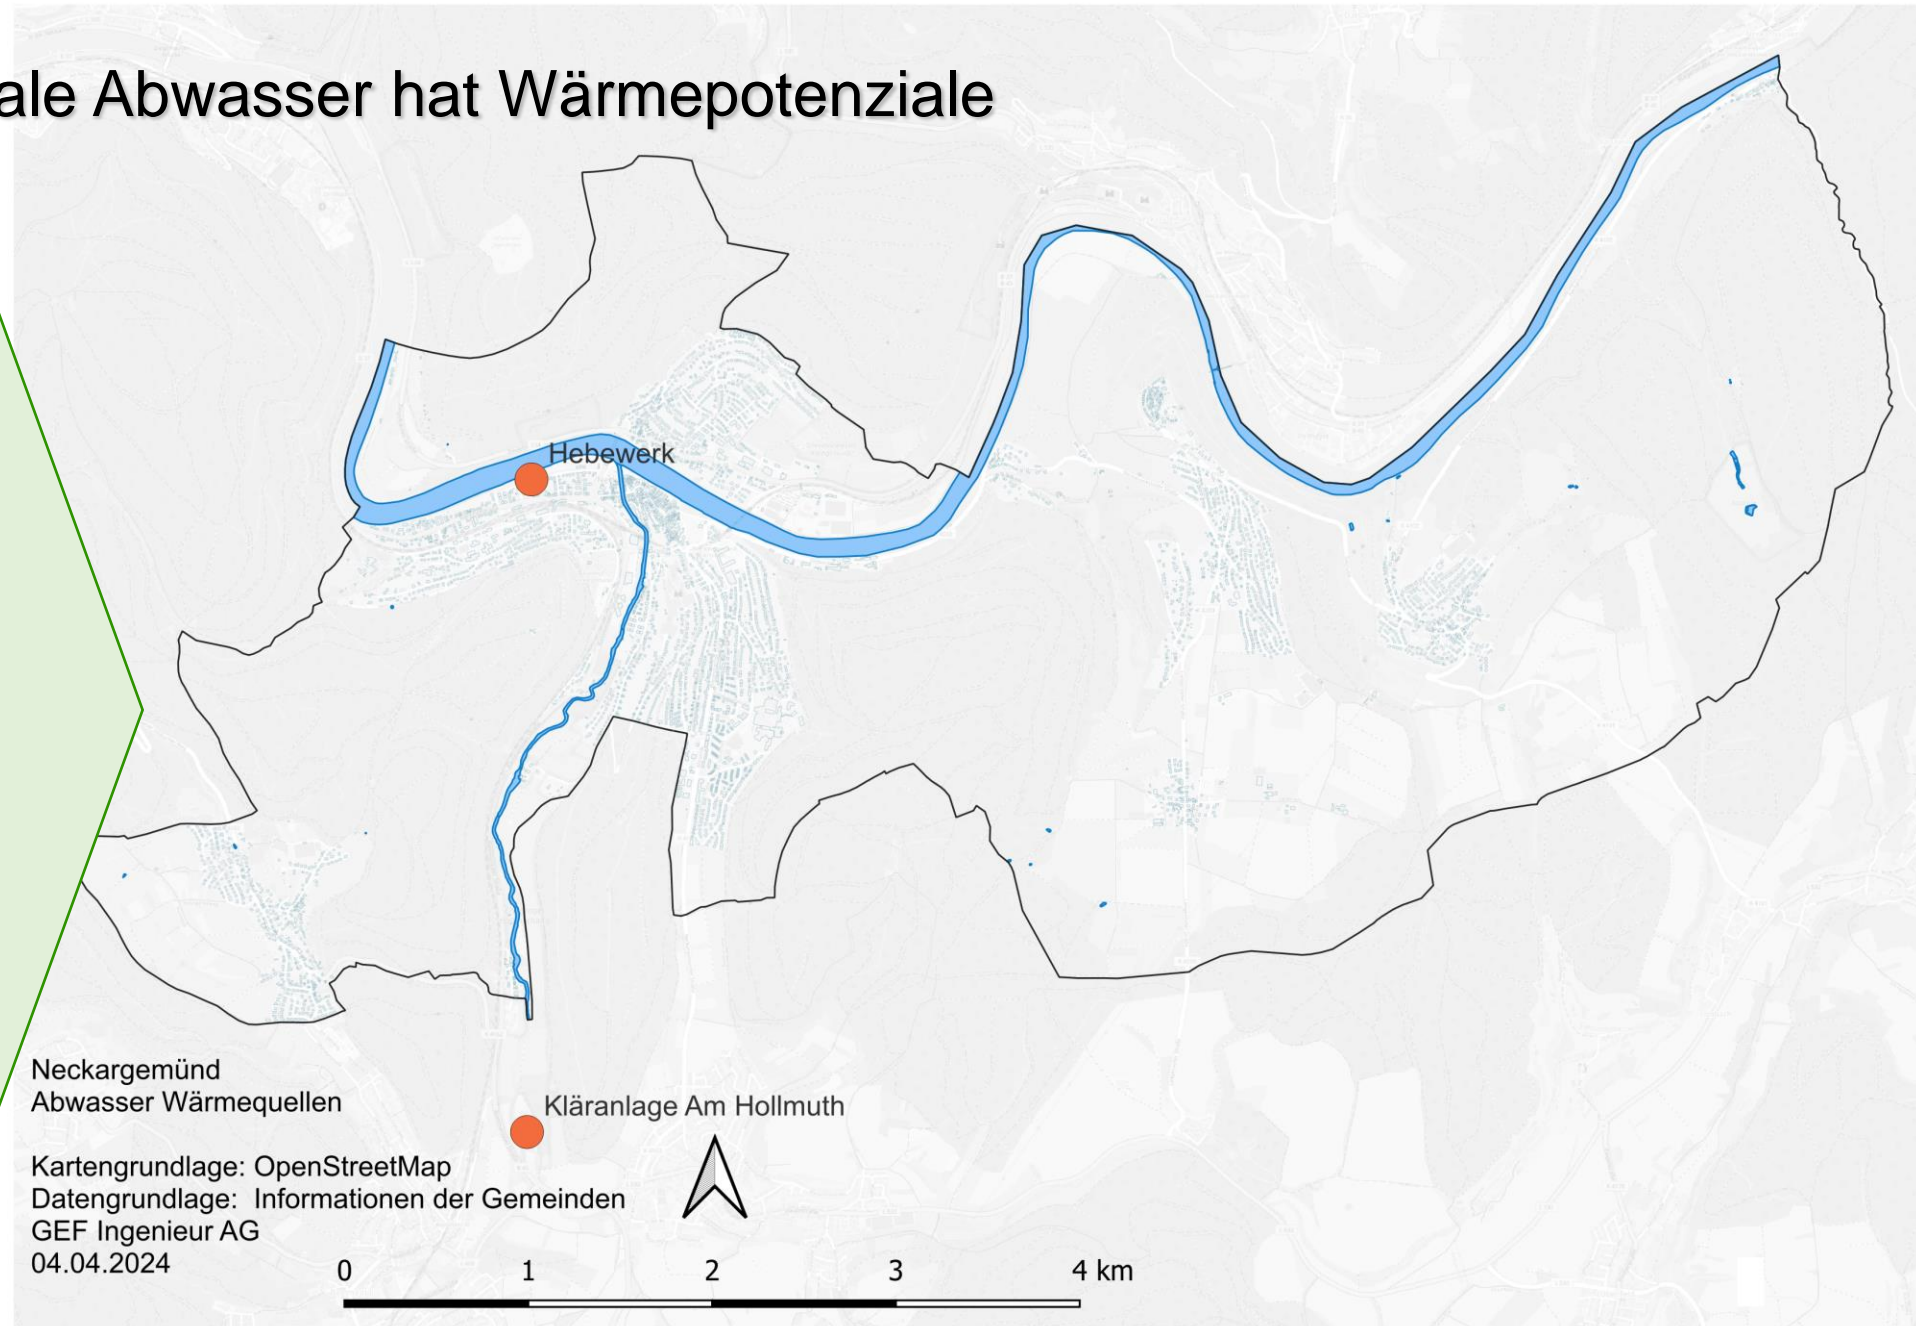 ale Abwasser hat Wärmepotenziale
Hebewerk
Kläranlage Am Hollmuth
Neckargemünd
Abwasser Wärmequellen
Kartengrundlage: OpenStreetMap
Datengrundlage: Informationen der Gemeinden
GEF Ingenieur AG
04.04.2024
0 1 2 3 4 km